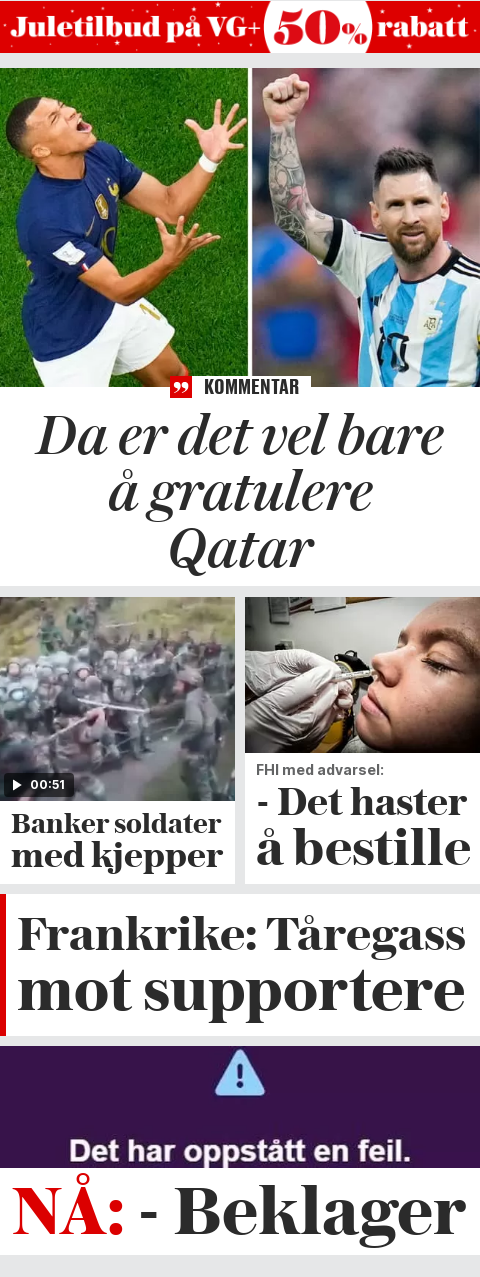 Juletilbud på VG+ 50% rabatt
KOMMENTAR
Da er det vel bare
å gratulere
Qatar
00:51
Banker soldater
med kjepper
FHI med advarsel:
- Det haster
å bestille
Frankrike: Tåregass
mot supportere
Det har oppstått en feil.
NÅ: - Beklager